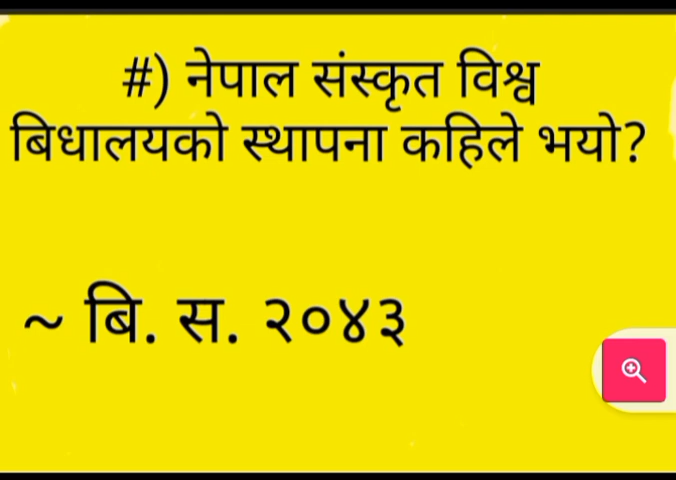 #) नेपाल संस्कृत विश्व
बिधालयको स्थापना कहिले भयो?
~ बि. स. २०४३